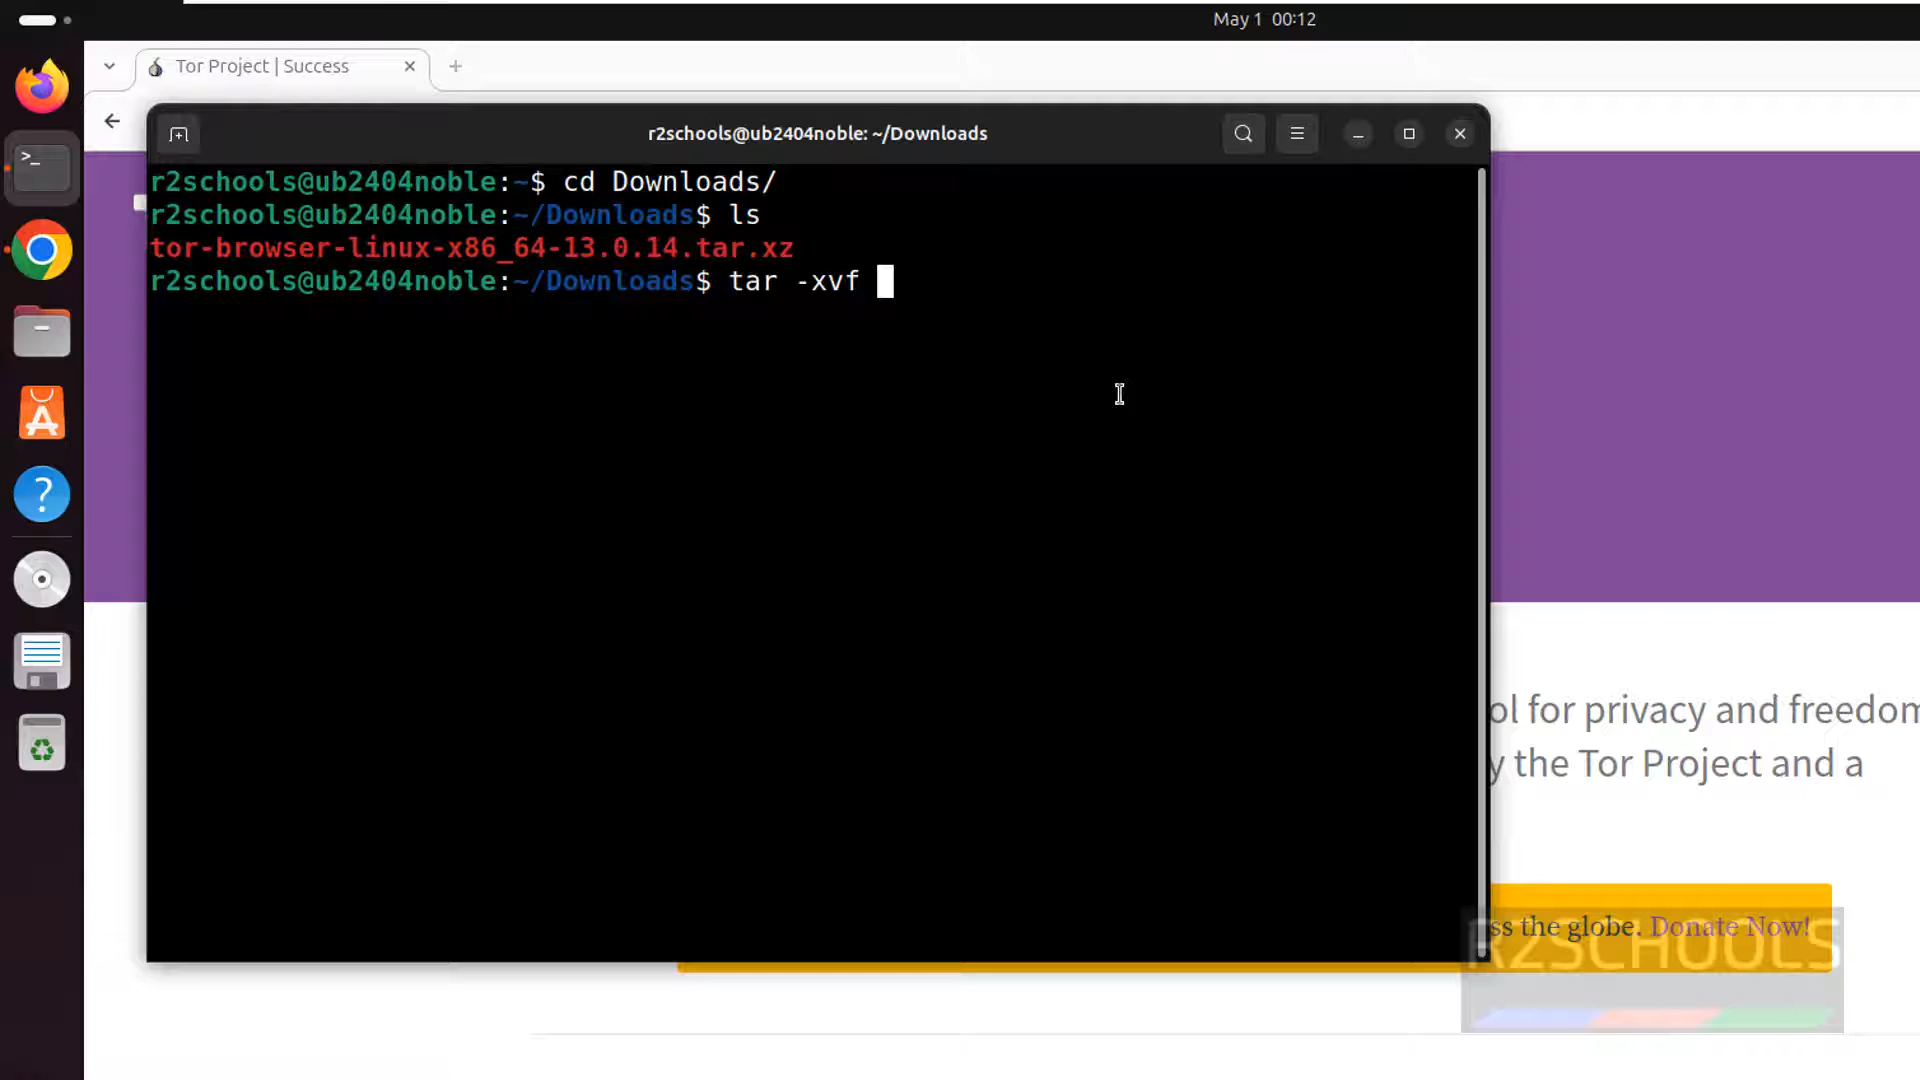 May 1 00:12
Tor Project | Success
r2schools@ub2404noble: ~/Downloads
r2schools@ub2404noble:~$ cd Downloads/
r2schools@ub2404noble:~/Downloads$ ls
tor-browser-linux-x86_64-13.0.14.tar.xz
r2schools@ub2404noble:~/Downloads$ tar -xvf
ol for privacy and freedom
y the Tor Project and a
ss the globe. Donate Now!
R2SCHOOLS